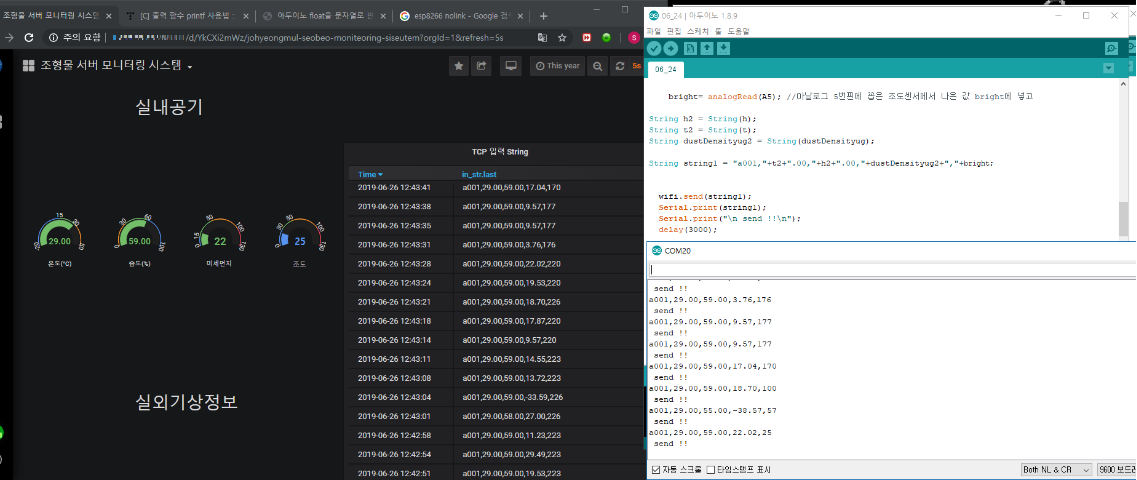 조형물 서버 모니터링 시스템
[C] 출력 함수 printf 사용법 :
아두이노 float을 문자열로
esp8266 nolink - Google 검
주의 요함
/d/YkCXi2mWz/johyeongmul-seobeo-moniteoring-siseutem?orgId=1&refresh=5s
S
조형물 서버 모니터링 시스템
This year
5s
실내공기
29.00
온도(°C)
59.00
습도(%)
22
미세먼지
25
조도
실외기상정보
TCP 입력 String
Time in_str.last
2019-06-26 12:43:41 a001,29.00,59.00,17.04,170
2019-06-26 12:43:38 a001,29.00,59.00,9.57,177
2019-06-26 12:43:35 a001,29.00,59.00,9.57,177
2019-06-26 12:43:31 a001,29.00,59.00,3.76,176
2019-06-26 12:43:28 a001,29.00,59.00,22.02,220
2019-06-26 12:43:24 a001,29.00,59.00,19.53,220
2019-06-26 12:43:21 a001,29.00,59.00,18.70,226
2019-06-26 12:43:18 a001,29.00,59.00,17.87,220
2019-06-26 12:43:14 a001,29.00,59.00,9.57,220
2019-06-26 12:43:11 a001,29.00,59.00,14.55,223
2019-06-26 12:43:08 a001,29.00,59.00,13.72,223
2019-06-26 12:43:04 a001,29.00,59.00,-33.59,226
2019-06-26 12:43:01 a001,29.00,58.00,27.00,226
2019-06-26 12:42:58 a001,29.00,59.00,11.23,223
2019-06-26 12:42:54 a001,29.00,59.00,29.49,223
2019-06-26 12:42:51 a001,29.00,59.00,19.53,223
06_24 | 아두이노 1.8.9
파일 편집 스케치 툴 도움말
06_24
bright= analogRead(A5); //아날로그 5번핀에 꼽은 조도센서에서 나온 값 bright에 넣고
String h2 = String(h);
String t2 = String(t);
String dustDensityug2 = String(dustDensityug);
String string1 = "a001,"+t2+".00,"+h2+".00,"+dustDensityug2+","+bright;
wifi.send(string1);
Serial.print(string1);
Serial.print("\n send !!\n");
delay(3000);
COM20
send !!
a001,29.00,59.00,3.76,176
send !!
a001,29.00,59.00,9.57,177
send !!
a001,29.00,59.00,9.57,177
send !!
a001,29.00,59.00,17.04,170
send !!
a001,29.00,59.00,18.70,100
send !!
a001,29.00,55.00,-38.57,57
send !!
a001,29.00,59.00,22.02,25
send !!
자동 스크롤 타임스탬프 표시 Both NL & CR 9600 보드레